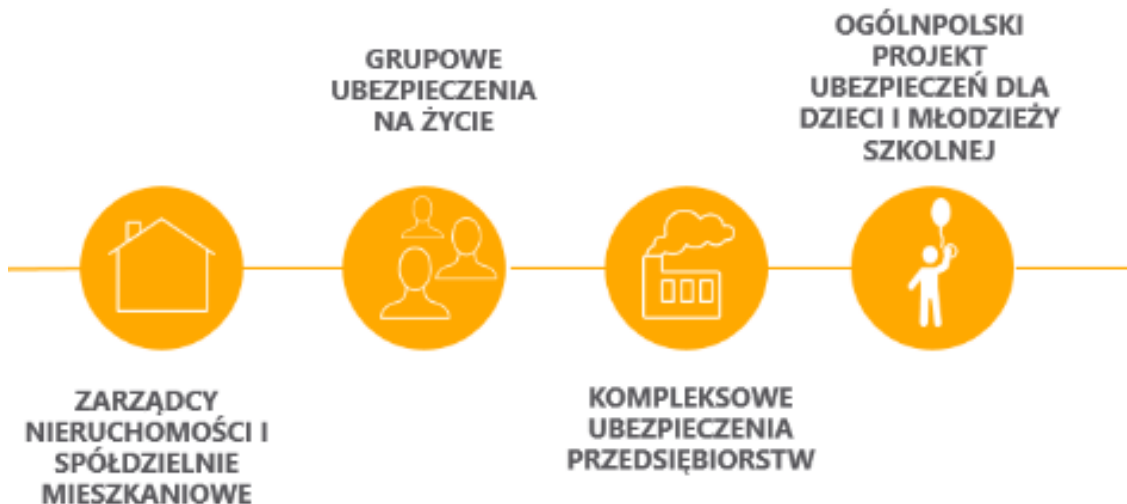 ZARZĄDCY
NIERUCHOMOŚCI I
SPÓŁDZIELNIE
MIESZKANIOWE
GRUPOWE
UBEZPIECZENIA
NA ŻYCIE
KOMPLEKSOWE
UBEZPIECZENIA
PRZEDSIĘBIORSTW
OGÓLNPOLSKI
PROJEKT
UBEZPIECZEŃ DLA
DZIECI I MŁODZIEŻY
SZKOLNEJ